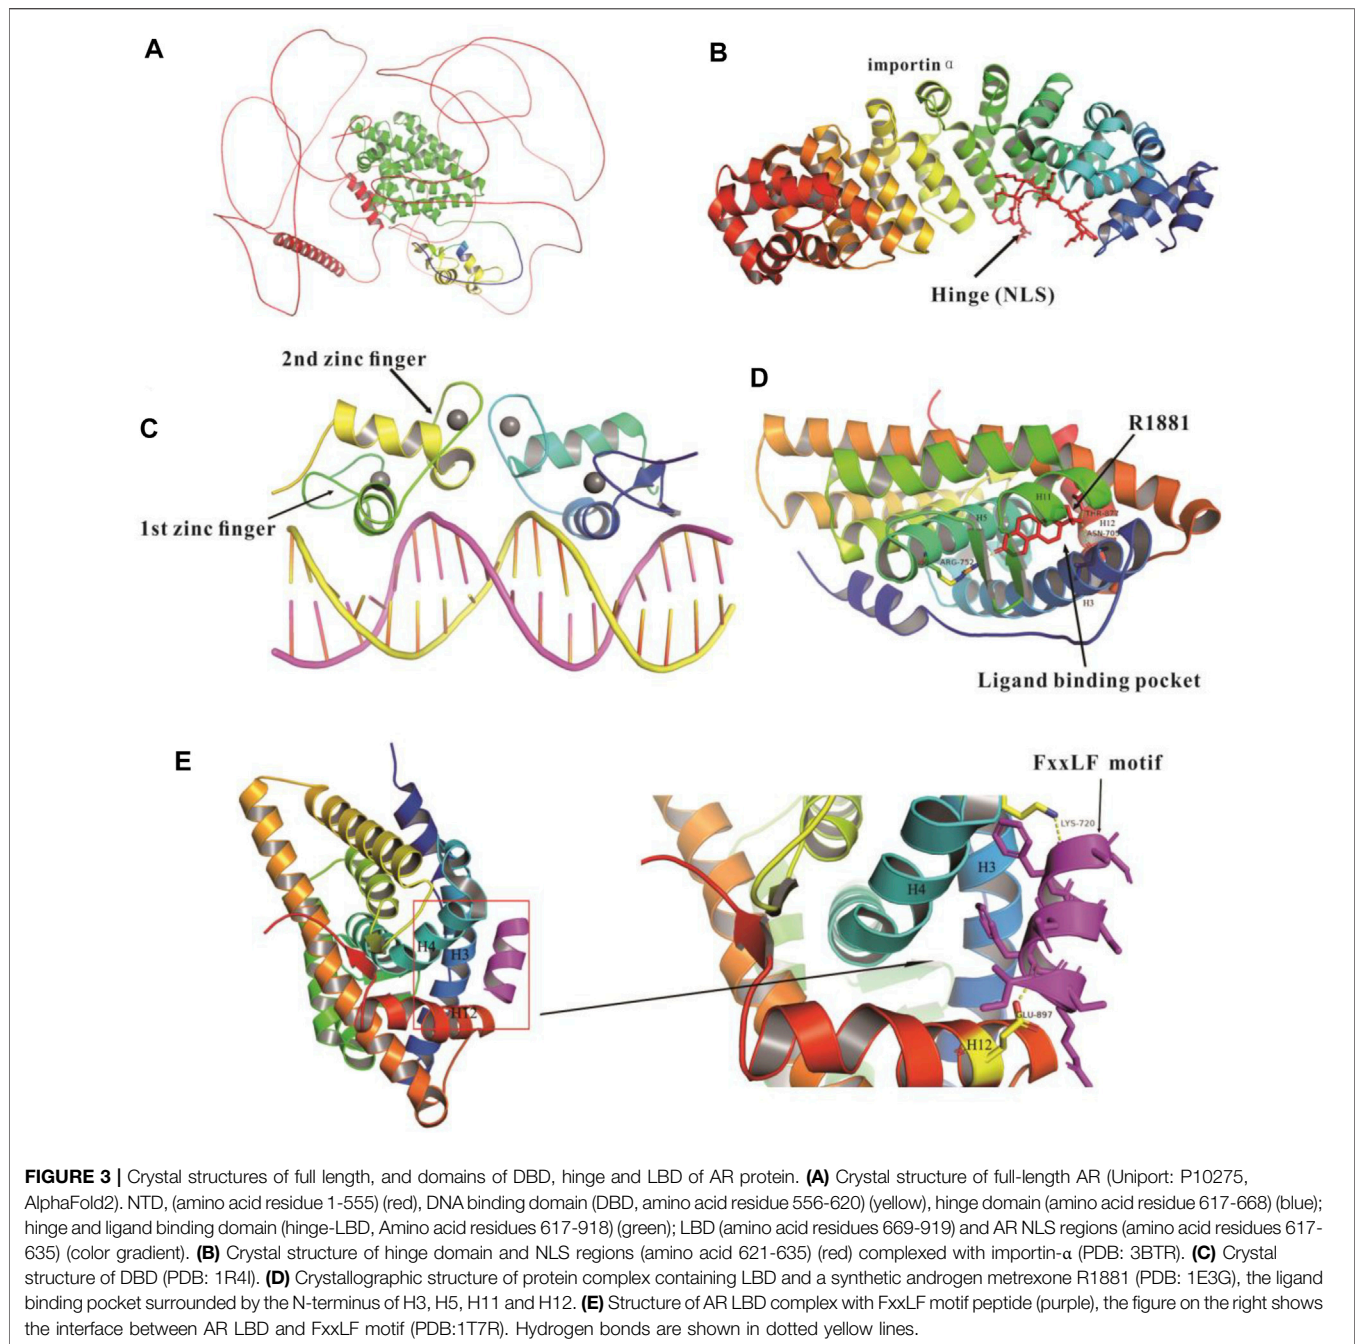 A
B
importin α
Hinge (NLS)
2nd zinc finger
C
1st zinc finger
D
R1881
H11
THR-877
H12
ASN-705
H5
ARG-752
H3
Ligand binding pocket
E
FxxLF motif
LYS-720
H3
H4
H4
H3
H12
GLU-897
H12
FIGURE 3 | Crystal structures of full length, and domains of DBD, hinge and LBD of AR protein. (A) Crystal structure of full-length AR (Uniport: P10275,
AlphaFold2). NTD, (amino acid residue 1-555) (red), DNA binding domain (DBD, amino acid residue 556-620) (yellow), hinge domain (amino acid residue 617-668) (blue);
hinge and ligand binding domain (hinge-LBD, Amino acid residues 617-918) (green); LBD (amino acid residues 669-919) and AR NLS regions (amino acid residues 617-
635) (color gradient). (B) Crystal structure of hinge domain and NLS regions (amino acid 621-635) (red) complexed with importin-α (PDB: 3BTR). (C) Crystal
structure of DBD (PDB: 1R4I). (D) Crystallographic structure of protein complex containing LBD and a synthetic androgen metrexone R1881 (PDB: 1E3G), the ligand
binding pocket surrounded by the N-terminus of H3, H5, H11 and H12. (E) Structure of AR LBD complex with FxxLF motif peptide (purple), the figure on the right shows
the interface between AR LBD and FxxLF motif (PDB:1T7R). Hydrogen bonds are shown in dotted yellow lines.